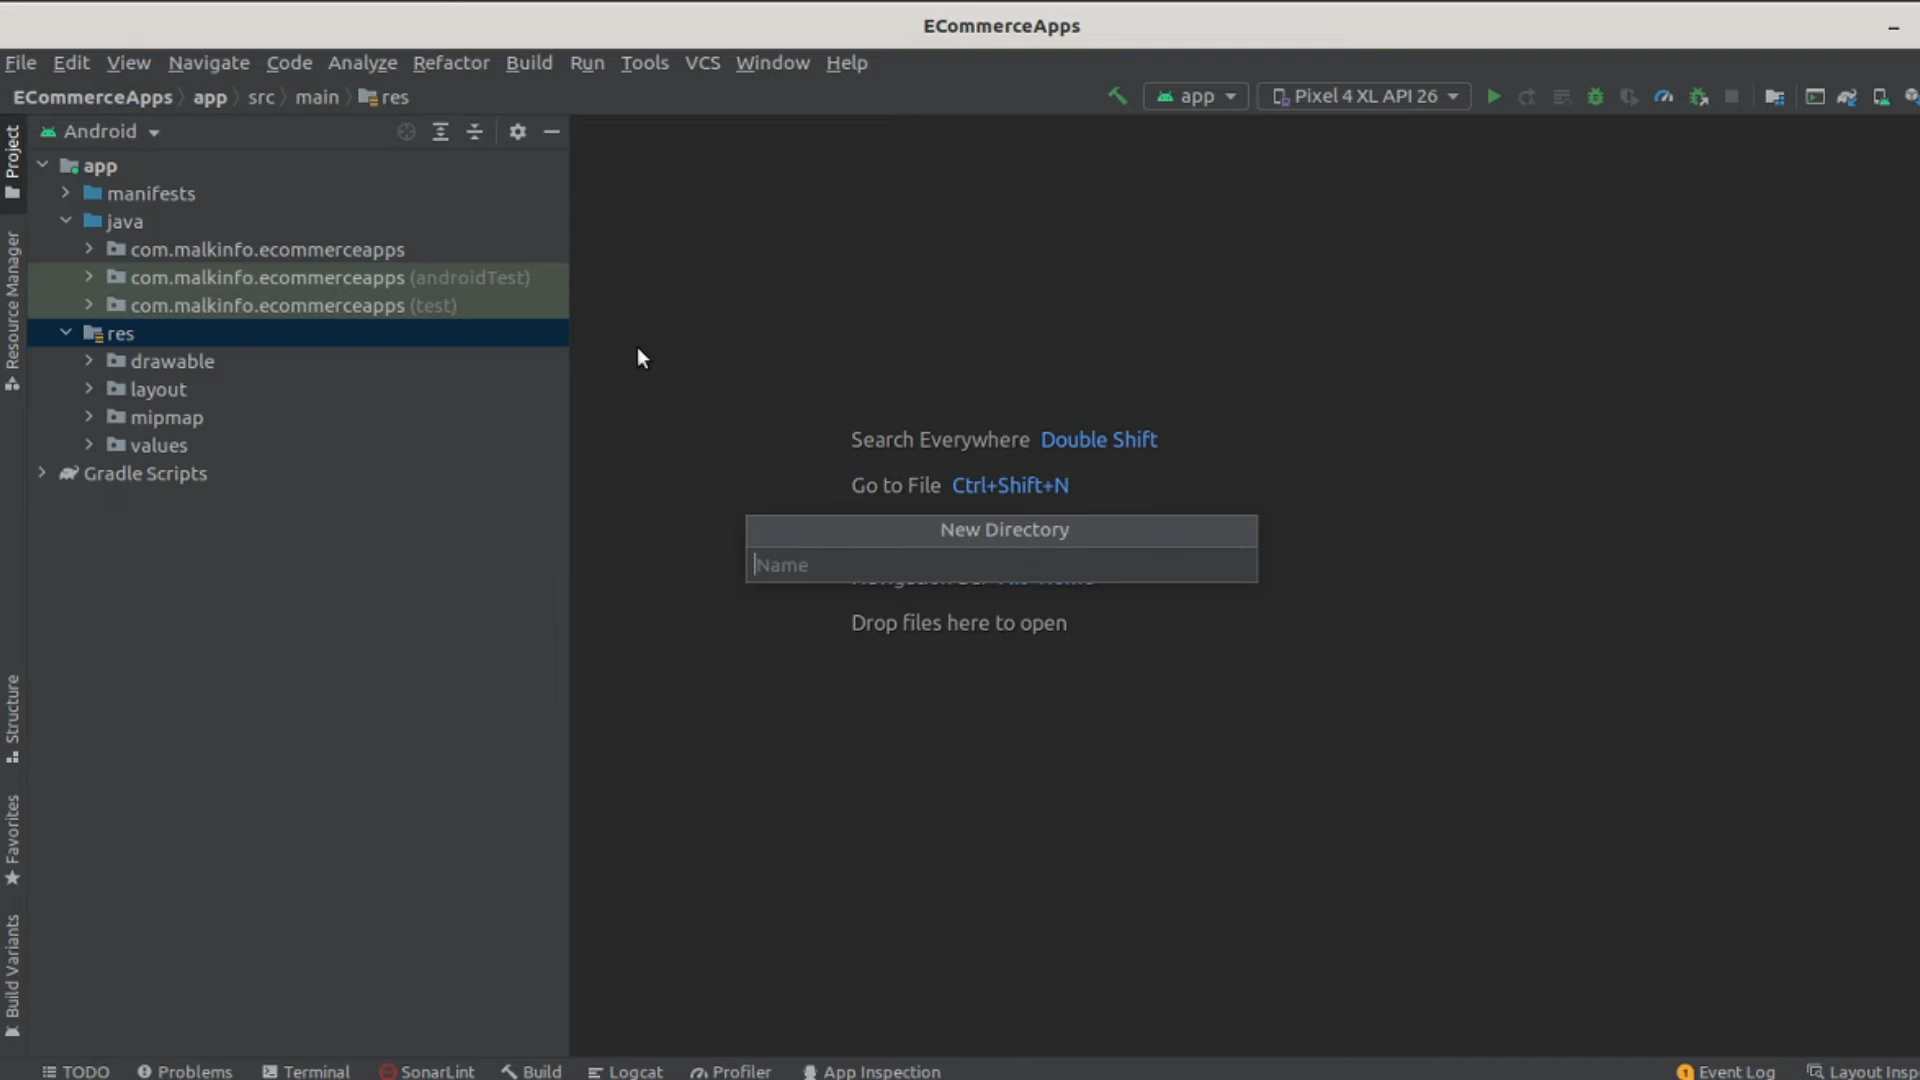 ECommerceApps
File Edit View Navigate Code Analyze Refactor Build Run Tools VCS Window Help
ECommerceApps app src main res app Pixel 4 XL API 26
Android
Project
app
manifests
java
com.malkinfo.ecommerceapps
com.malkinfo.ecommerceapps (androidTest)
com.malkinfo.ecommerceapps (test)
res
drawable
layout
mipmap
values
Gradle Scripts
Resource Manager
Structure
Favorites
Build Variants
Search Everywhere Double Shift
Go to File Ctrl+Shift+N
New Directory
Name
Drop files here to open
TODO Problems Terminal SonarLint Build Logcat Profiler App Inspection 1 Event Log Layout Insp